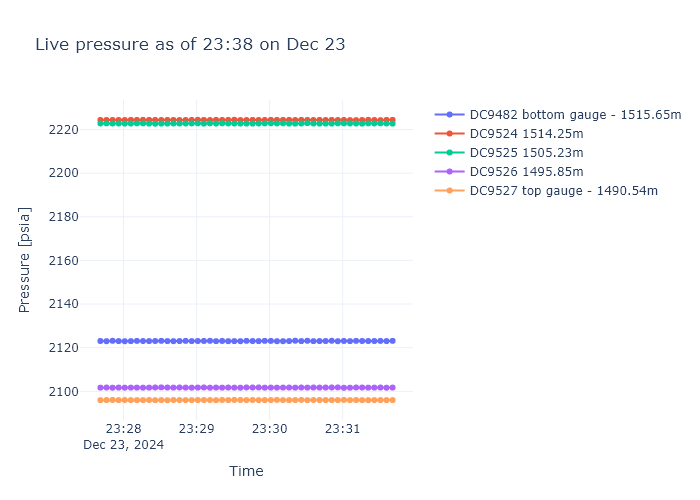 Live pressure as of 23:38 on Dec 23
DC9482 bottom gauge - 1515.65m
DC9524 1514.25m
DC9525 1505.23m
DC9526 1495.85m
DC9527 top gauge - 1490.54m
Pressure [psia]
2220
2200
2180
2160
2140
2120
2100
23:28 23:29 23:30 23:31
Dec 23, 2024
Time